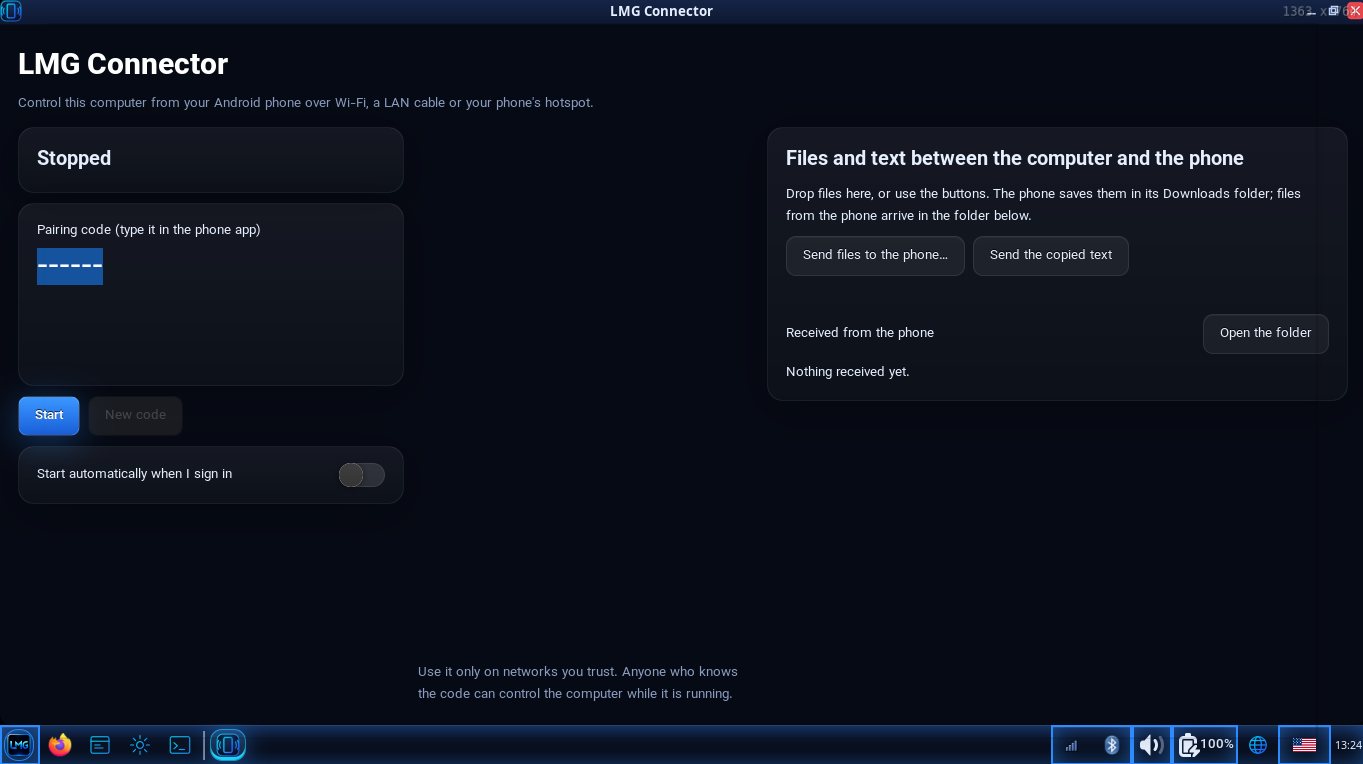 LMG Connector
LMG Connector
Control this computer from your Android phone over Wi-Fi, a LAN cable or your phone's hotspot.
Stopped
Pairing code (type it in the phone app)
------
Start
New code
Start automatically when I sign in
Files and text between the computer and the phone
Drop files here, or use the buttons. The phone saves them in its Downloads folder; files
from the phone arrive in the folder below.
Send files to the phone...
Send the copied text
Received from the phone
Open the folder
Nothing received yet.
Use it only on networks you trust. Anyone who knows
the code can control the computer while it is running.
LMG
100%
13:24